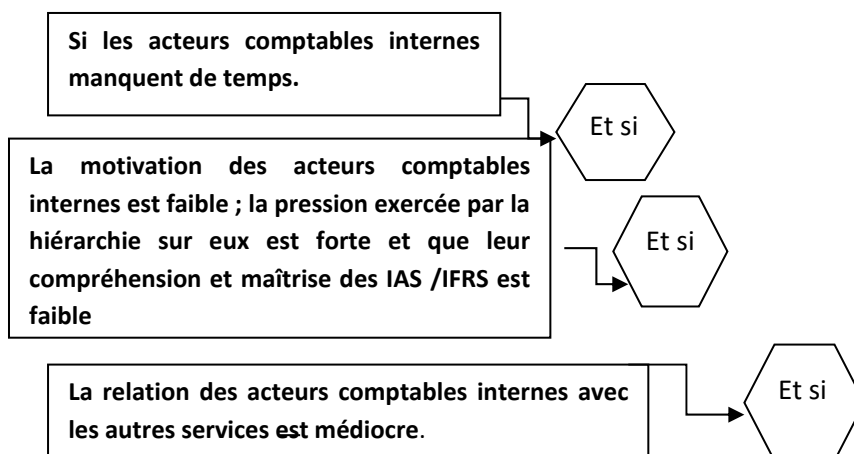 Si les acteurs comptables internes
manquent de temps.
Et si
La motivation des acteurs comptables
internes est faible ; la pression exercée par la
hiérarchie sur eux est forte et que leur
compréhension et maîtrise des IAS /IFRS est
faible
Et si
La relation des acteurs comptables internes avec
les autres services est médiocre.
Et si